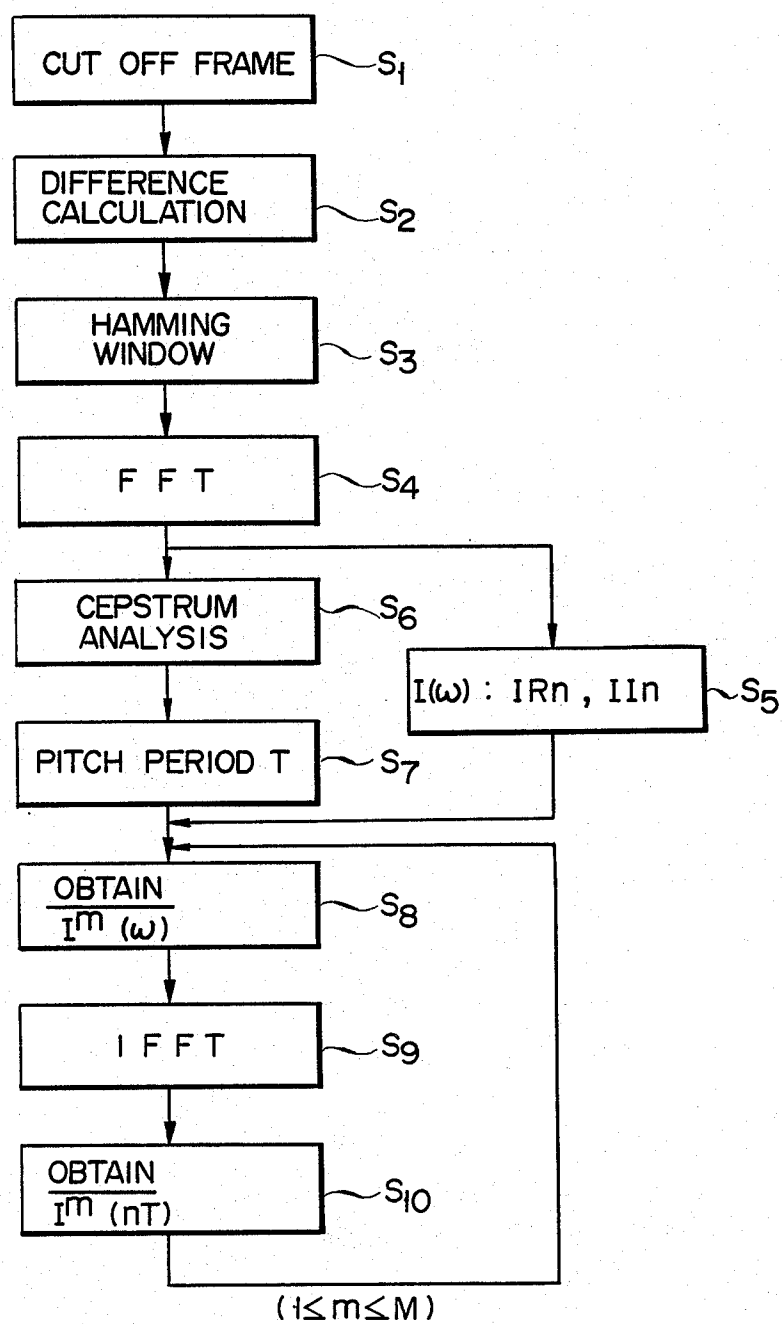 CUT OFF FRAME
S1
DIFFERENCE
CALCULATION
S2
HAMMING
WINDOW
S3
F F T
S4
CEPSTRUM
ANALYSIS
S6
I(ω) : IRn , IIn
S5
PITCH PERIOD T
S7
OBTAIN
I^m (ω)
S8
I F F T
S9
OBTAIN
I^m (nT)
S10
(1≤m≤M)